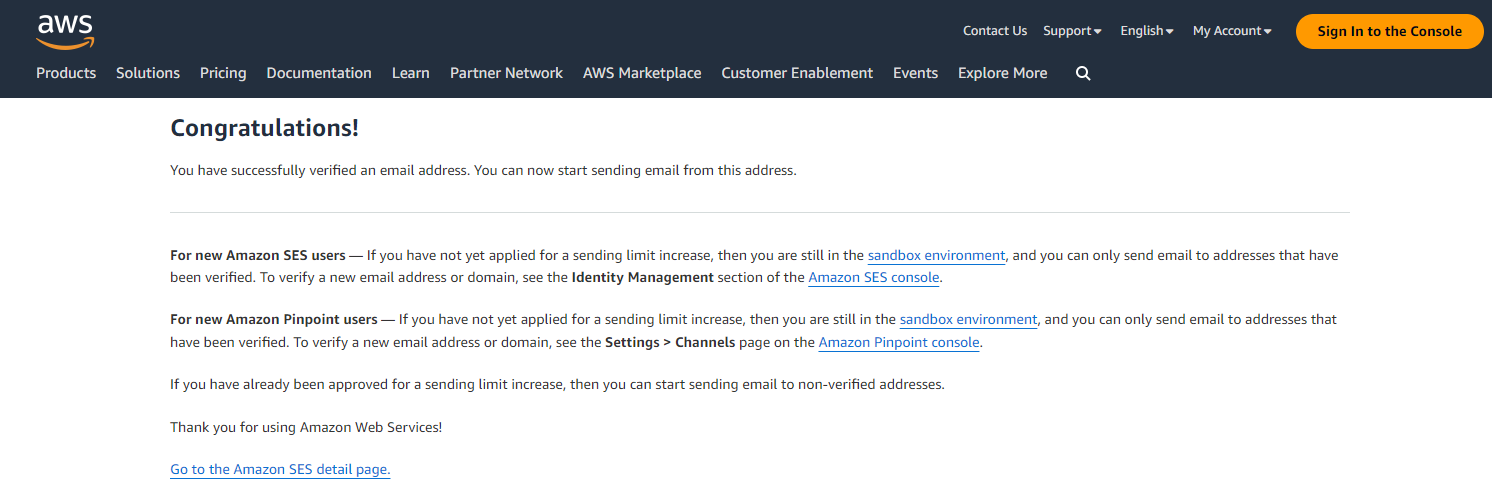 aws
Contact Us Support English My Account Sign In to the Console
Products Solutions Pricing Documentation Learn Partner Network AWS Marketplace Customer Enablement Events Explore More
Congratulations!
You have successfully verified an email address. You can now start sending email from this address.
For new Amazon SES users — If you have not yet applied for a sending limit increase, then you are still in the sandbox environment, and you can only send email to addresses that have
been verified. To verify a new email address or domain, see the Identity Management section of the Amazon SES console.
For new Amazon Pinpoint users — If you have not yet applied for a sending limit increase, then you are still in the sandbox environment, and you can only send email to addresses that
have been verified. To verify a new email address or domain, see the Settings > Channels page on the Amazon Pinpoint console.
If you have already been approved for a sending limit increase, then you can start sending email to non-verified addresses.
Thank you for using Amazon Web Services!
Go to the Amazon SES detail page.